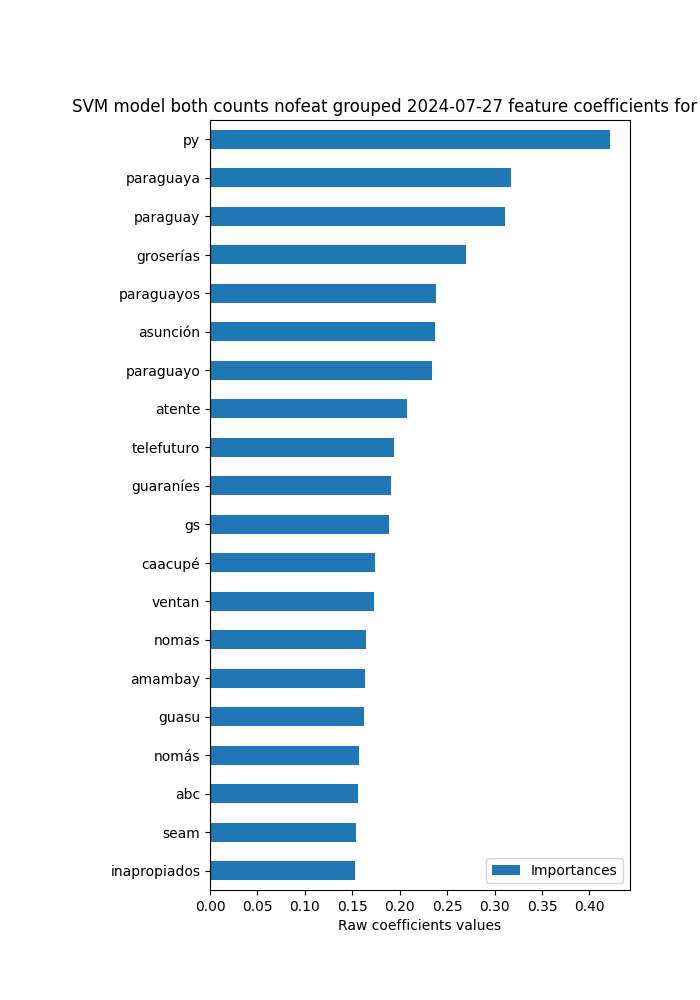 SVM model both counts nofeat grouped 2024-07-27 feature coefficients for
py
paraguaya
paraguay
groserías
paraguayos
asunción
paraguayo
atente
telefuturo
guaraníes
gs
caacupé
ventan
nomas
amambay
guasu
nomás
abc
seam
inapropiados
Importances
0.00 0.05 0.10 0.15 0.20 0.25 0.30 0.35 0.40
Raw coefficients values